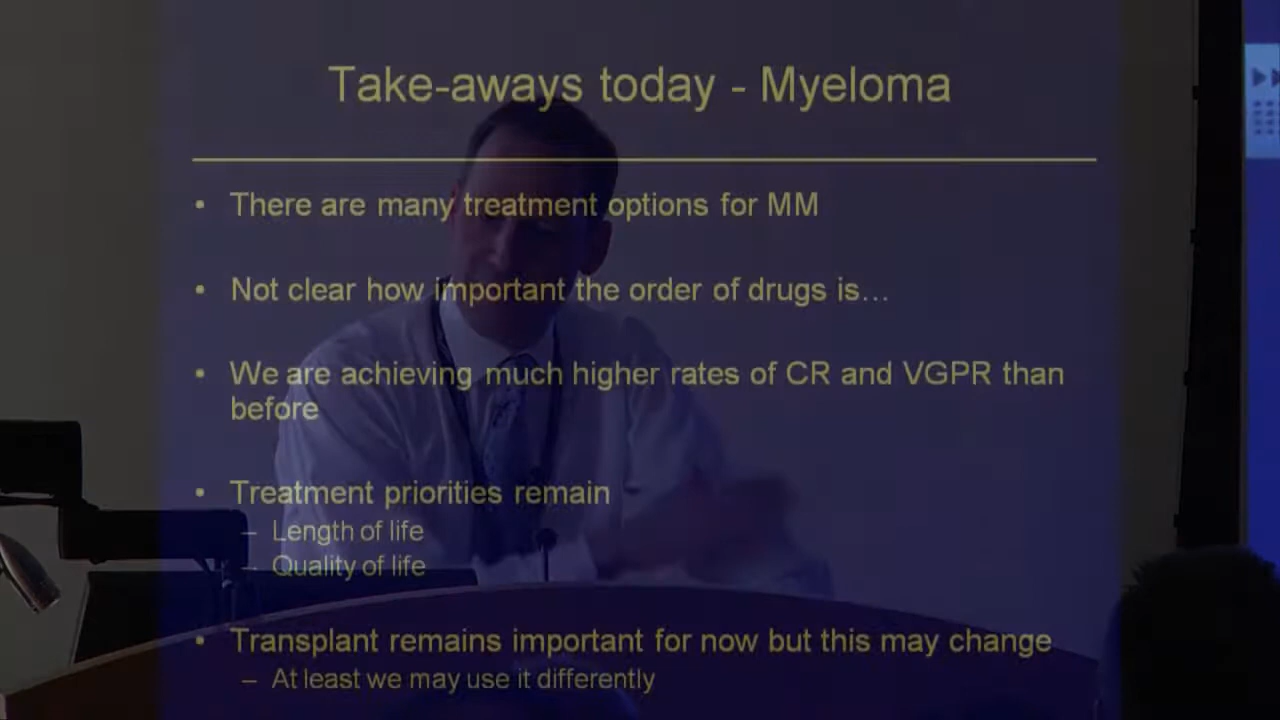 Take-aways today - Myeloma
• There are many treatment options for MM
• Not clear how important the order of drugs is…
• We are achieving much higher rates of CR and VGPR than
before
• Treatment priorities remain
– Length of life
– Quality of life
• Transplant remains important for now but this may change
– At least we may use it differently